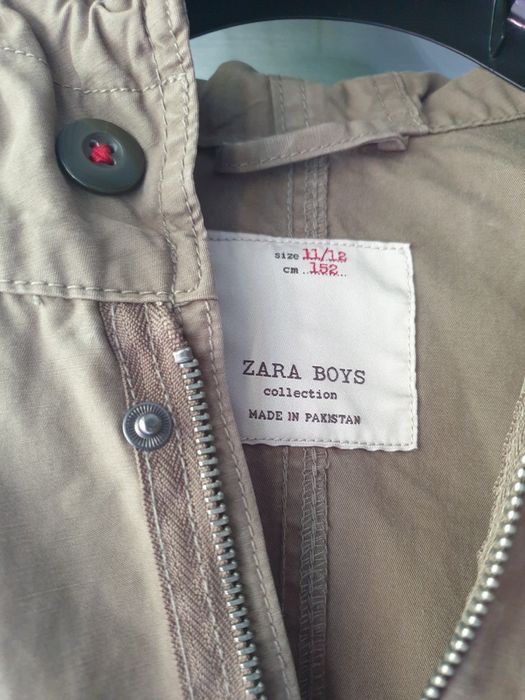 size 11/12
cm 152
ZARA BOYS
collection
MADE IN PAKISTAN